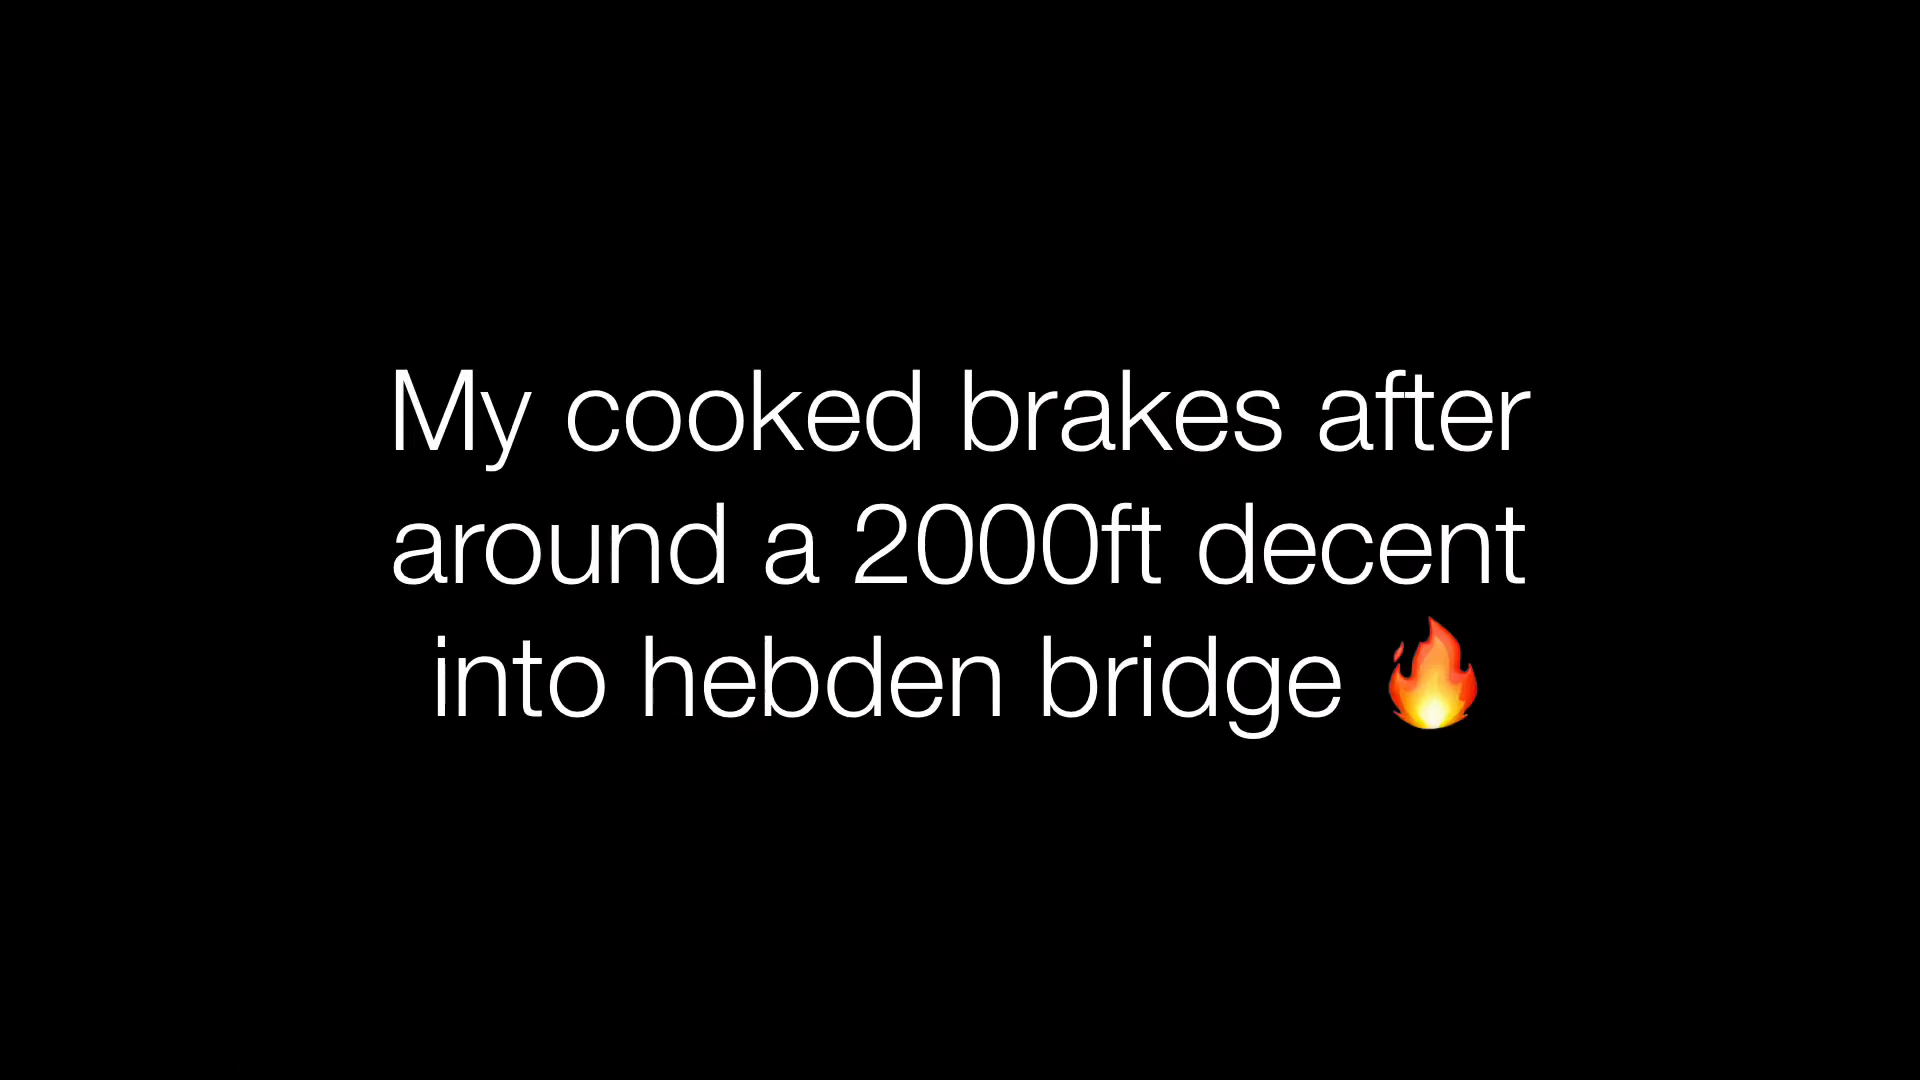 My cooked brakes after
around a 2000ft decent
into hebden bridge 🔥